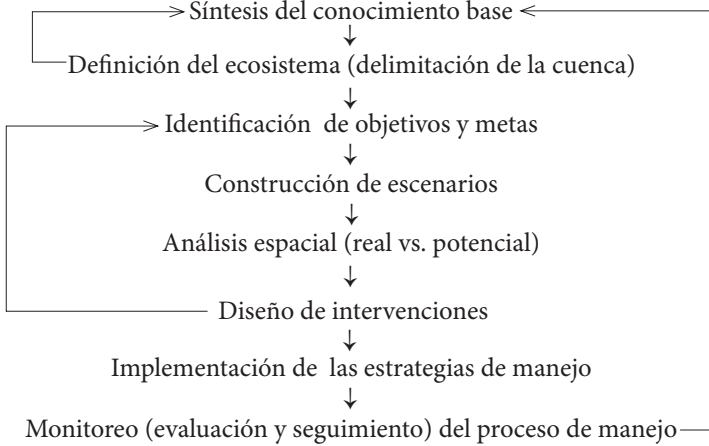 Síntesis del conocimiento base
Definición del ecosistema (delimitación de la cuenca)
Identificación de objetivos y metas
Construcción de escenarios
Análisis espacial (real vs. potencial)
Diseño de intervenciones
Implementación de las estrategias de manejo
Monitoreo (evaluación y seguimiento) del proceso de manejo